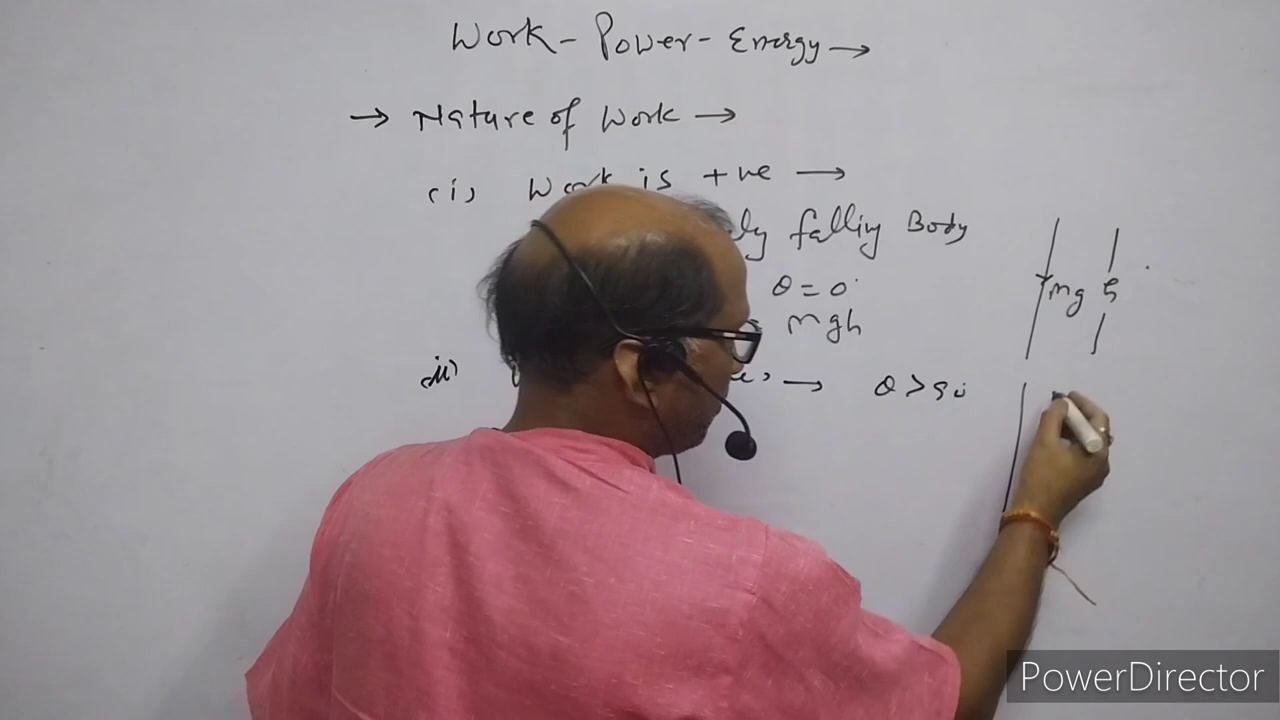 Work-Power-Energy →
→ Nature of Work →
(i) Work is +ve →
falling Body
θ = 0°
mgh
mg h
(ii) → θ > 90
PowerDirector